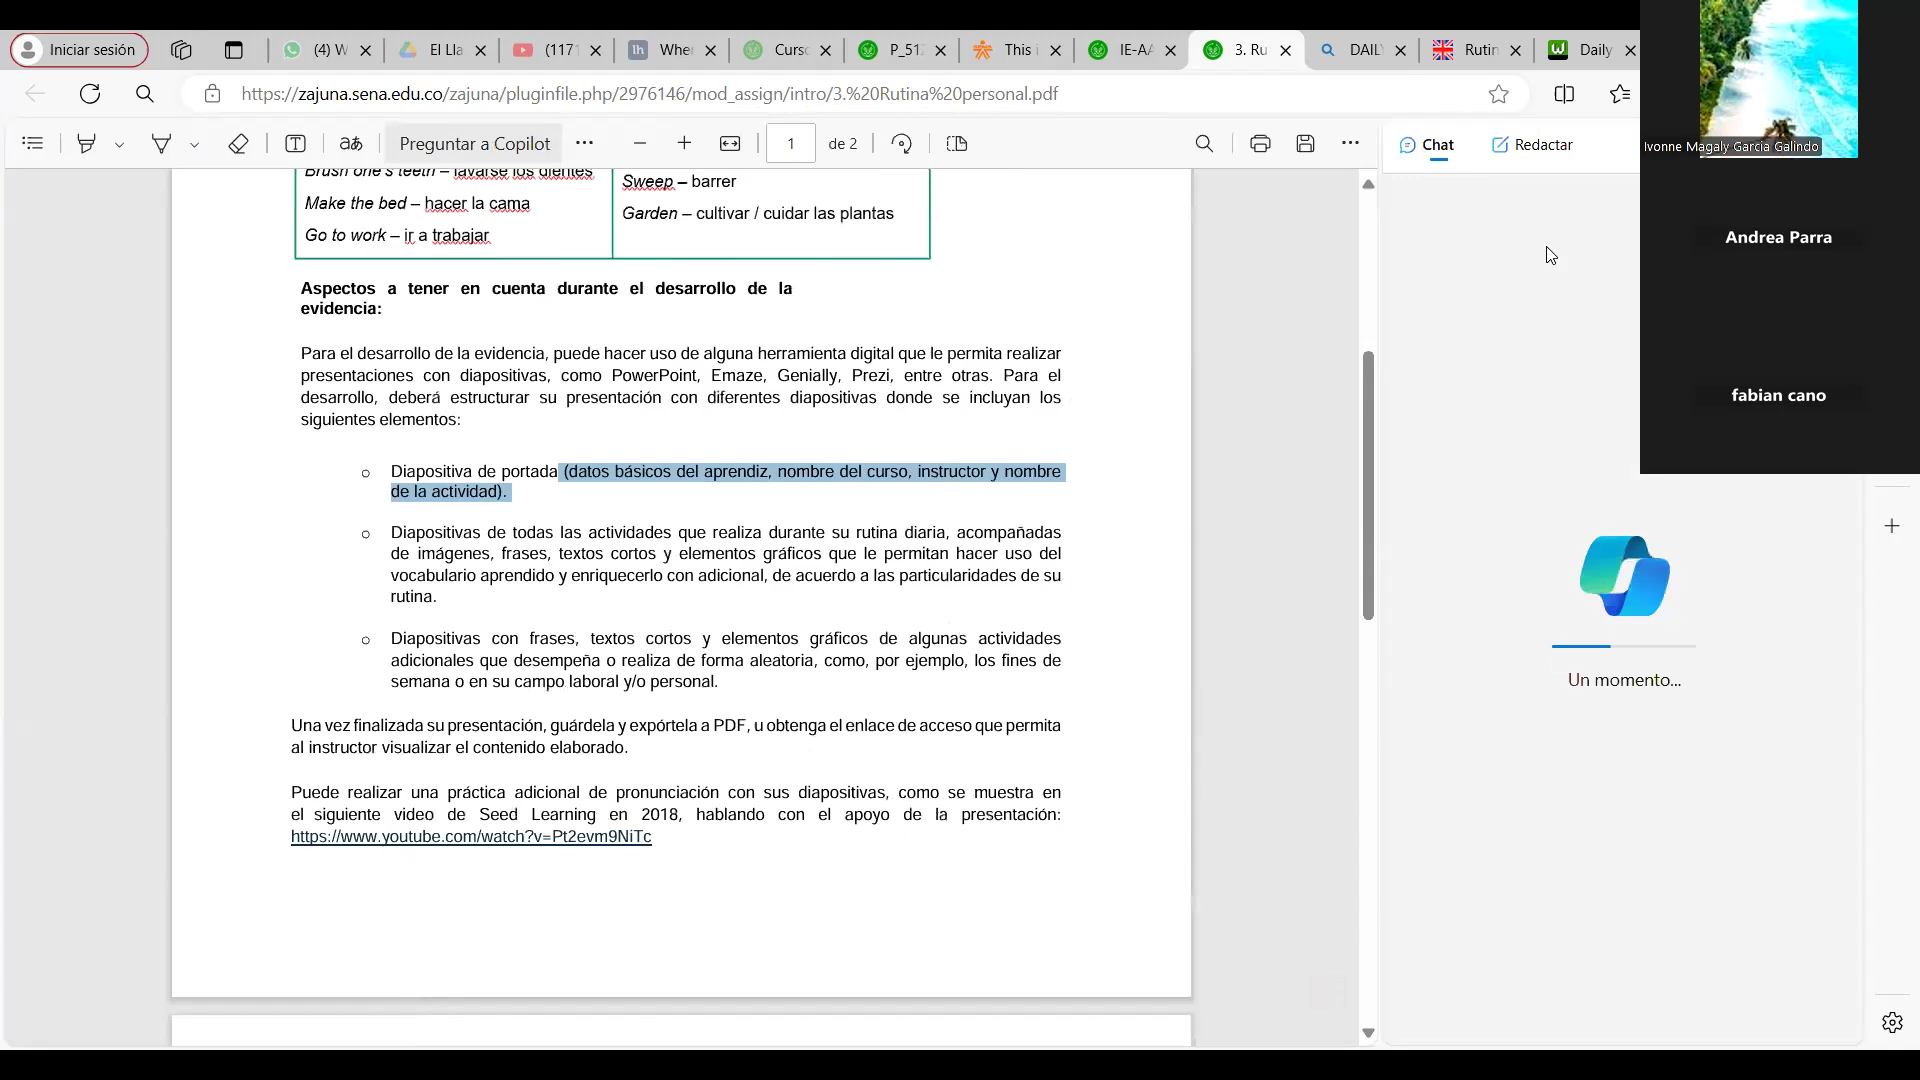 Iniciar sesión
(4) W
El Lla
(1171
Wher
Curso
P_512
This i
IE-AA
3. Ru
DAIL
Rutin
Daily
https://zajuna.sena.edu.co/zajuna/pluginfile.php/2976146/mod_assign/intro/3.%20Rutina%20personal.pdf
Preguntar a Copilot
1
de 2
Chat
Redactar
Ivonne Magaly Garcia Galindo
Andrea Parra
fabian cano
Brush one's teeth – lavarse los dientes
Make the bed – hacer la cama
Go to work – ir a trabajar
Sweep – barrer
Garden – cultivar / cuidar las plantas
Aspectos a tener en cuenta durante el desarrollo de la
evidencia:
Para el desarrollo de la evidencia, puede hacer uso de alguna herramienta digital que le permita realizar
presentaciones con diapositivas, como PowerPoint, Emaze, Genially, Prezi, entre otras. Para el
desarrollo, deberá estructurar su presentación con diferentes diapositivas donde se incluyan los
siguientes elementos:
o Diapositiva de portada (datos básicos del aprendiz, nombre del curso, instructor y nombre
de la actividad).
o Diapositivas de todas las actividades que realiza durante su rutina diaria, acompañadas
de imágenes, frases, textos cortos y elementos gráficos que le permitan hacer uso del
vocabulario aprendido y enriquecerlo con adicional, de acuerdo a las particularidades de su
rutina.
o Diapositivas con frases, textos cortos y elementos gráficos de algunas actividades
adicionales que desempeña o realiza de forma aleatoria, como, por ejemplo, los fines de
semana o en su campo laboral y/o personal.
Una vez finalizada su presentación, guárdela y expórtela a PDF, u obtenga el enlace de acceso que permita
al instructor visualizar el contenido elaborado.
Puede realizar una práctica adicional de pronunciación con sus diapositivas, como se muestra en
el siguiente video de Seed Learning en 2018, hablando con el apoyo de la presentación:
https://www.youtube.com/watch?v=Pt2evm9NiTc
Un momento...